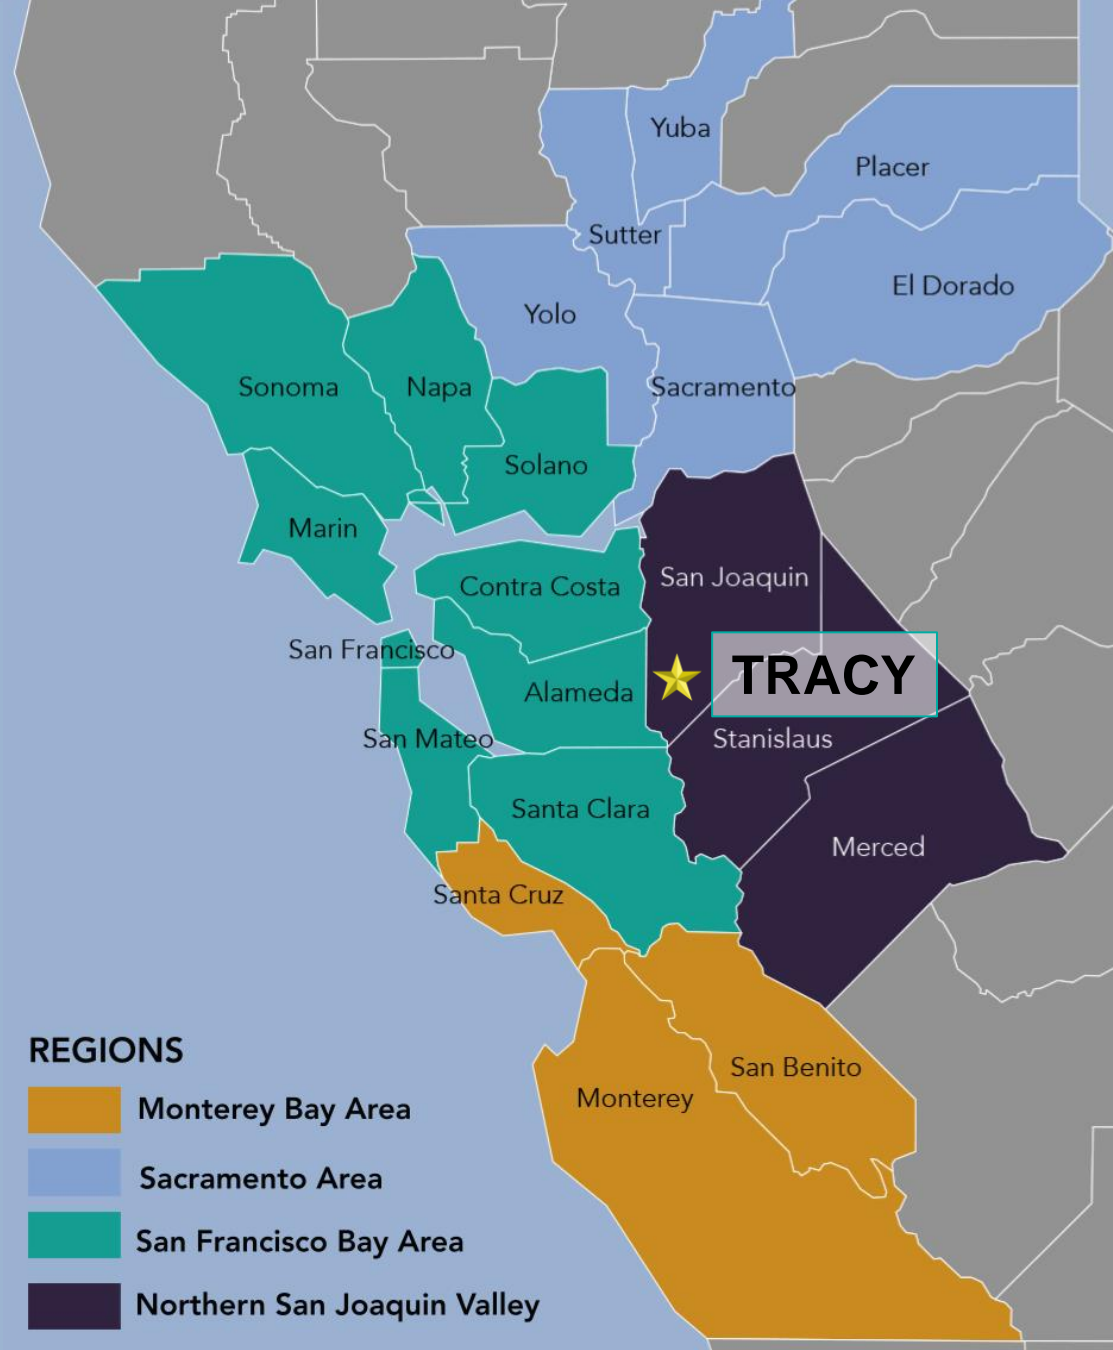 Yuba
Placer
Sutter
El Dorado
Yolo
Sacramento
Sonoma
Napa
Solano
Marin
San Joaquin
Contra Costa
San Francisco
TRACY
Alameda
San Mateo
Stanislaus
Santa Clara
Merced
Santa Cruz
San Benito
Monterey
REGIONS
Monterey Bay Area
Sacramento Area
San Francisco Bay Area
Northern San Joaquin Valley